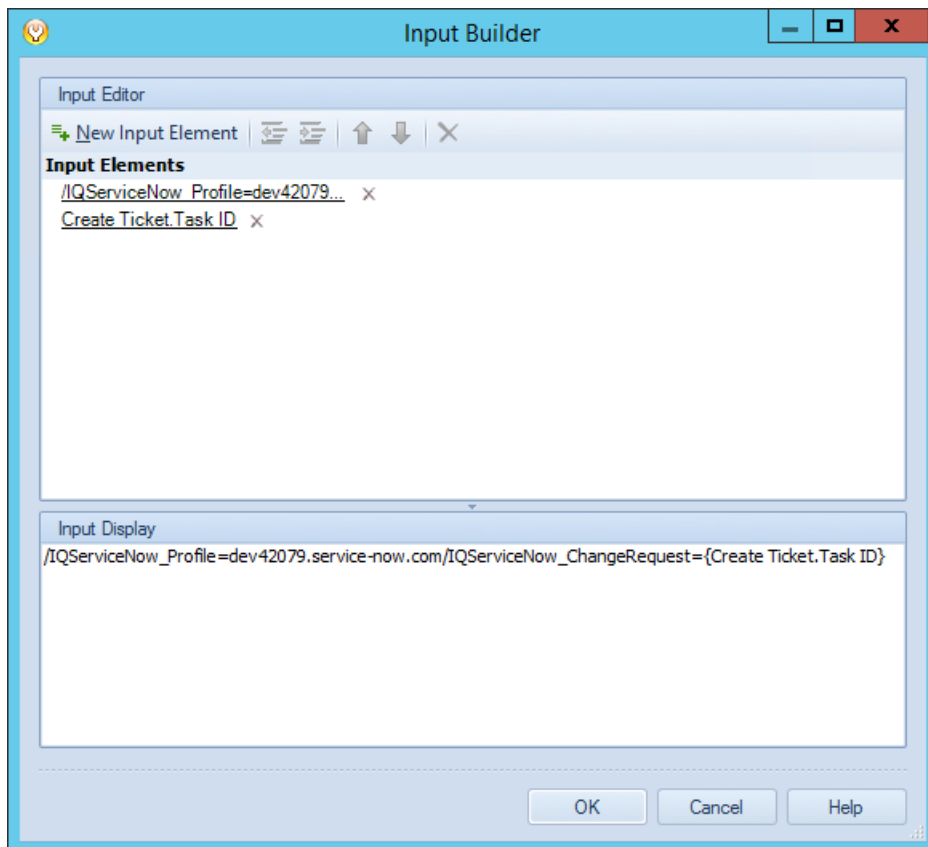 Input Builder
Input Editor
New Input Element
Input Elements
/IQServiceNow_Profile=dev42079...
Create Ticket.Task ID
Input Display
/IQServiceNow_Profile=dev42079.service-now.com/IQServiceNow_ChangeRequest={Create Ticket.Task ID}
OK Cancel Help